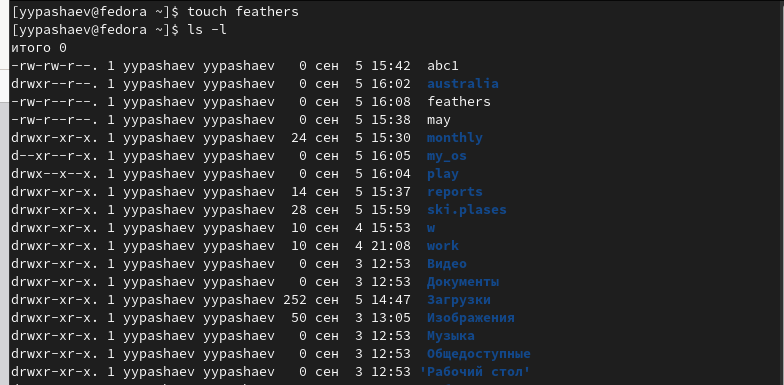 [yypashaev@fedora ~]$ touch feathers
[yypashaev@fedora ~]$ ls -l
итого 0
-rw-rw-r--. 1 yypashaev yypashaev   0 сен  5 15:42  abc1
drwxr--r--. 1 yypashaev yypashaev   0 сен  5 16:02  australia
-rw-r--r--. 1 yypashaev yypashaev   0 сен  5 16:08  feathers
-rw-r--r--. 1 yypashaev yypashaev   0 сен  5 15:38  may
drwxr-xr-x. 1 yypashaev yypashaev  24 сен  5 15:30  monthly
d--xr--r-x. 1 yypashaev yypashaev   0 сен  5 16:05  my_os
drwx--x--x. 1 yypashaev yypashaev   0 сен  5 16:04  play
drwxr-xr-x. 1 yypashaev yypashaev  14 сен  5 15:37  reports
drwxr-xr-x. 1 yypashaev yypashaev  28 сен  5 15:59  ski.plases
drwxr-xr-x. 1 yypashaev yypashaev  10 сен  4 15:53  w
drwxr-xr-x. 1 yypashaev yypashaev  10 сен  4 21:08  work
drwxr-xr-x. 1 yypashaev yypashaev   0 сен  3 12:53  Видео
drwxr-xr-x. 1 yypashaev yypashaev   0 сен  3 12:53  Документы
drwxr-xr-x. 1 yypashaev yypashaev 252 сен  5 14:47  Загрузки
drwxr-xr-x. 1 yypashaev yypashaev  50 сен  3 13:05  Изображения
drwxr-xr-x. 1 yypashaev yypashaev   0 сен  3 12:53  Музыка
drwxr-xr-x. 1 yypashaev yypashaev   0 сен  3 12:53  Общедоступные
drwxr-xr-x. 1 yypashaev yypashaev   0 сен  3 12:53 'Рабочий стол'